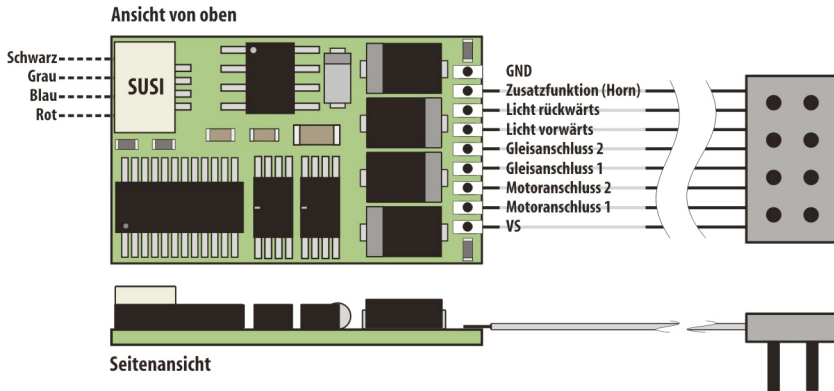 Ansicht von oben
Schwarz
Grau
Blau
Rot
SUSI
GND
Zusatzfunktion (Horn)
Licht rückwärts
Licht vorwärts
Gleisanschluss 2
Gleisanschluss 1
Motoranschluss 2
Motoranschluss 1
VS
Seitenansicht